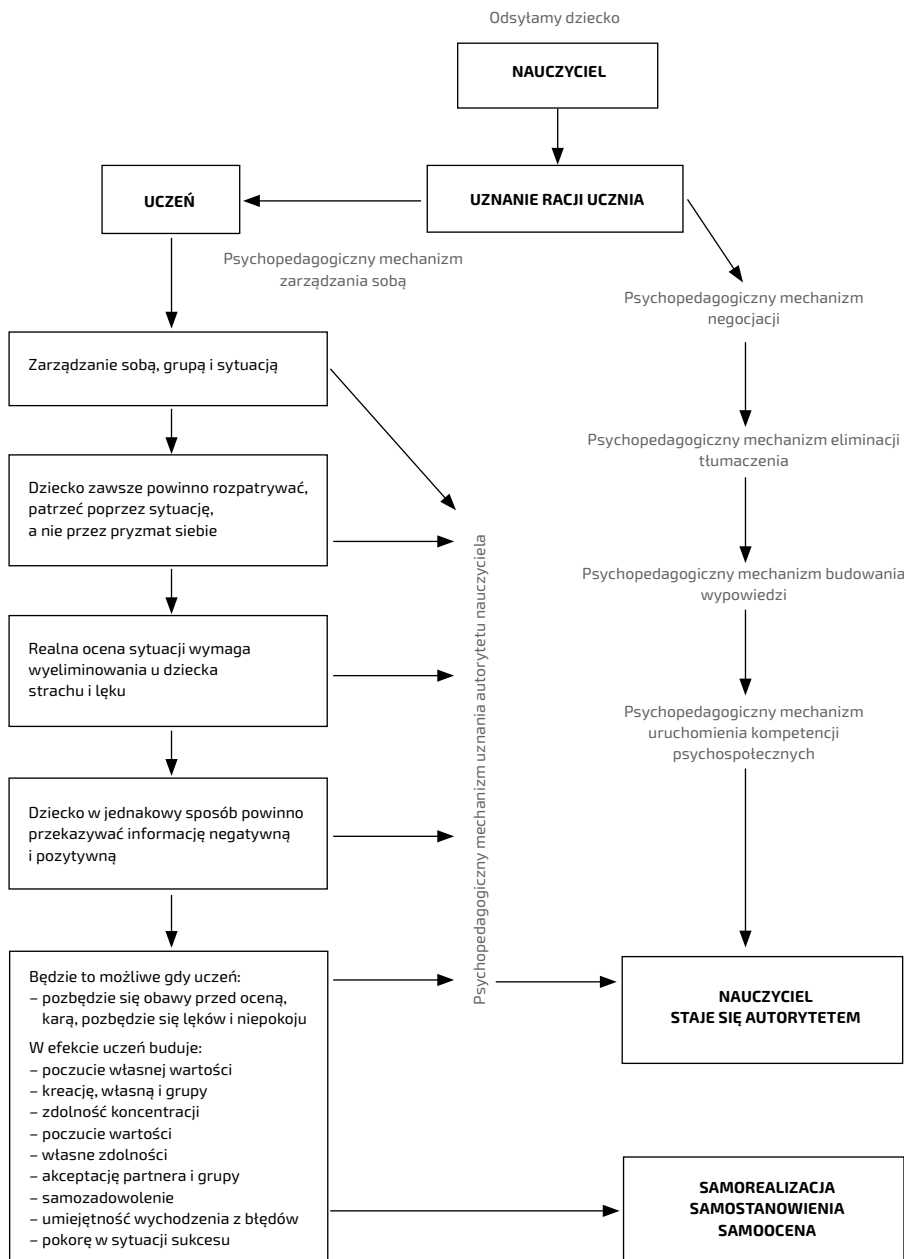 Odsyłamy dziecko
NAUCZYCIEL
UCZEŃ
UZNANIE RACJI UCZNIA
Psychopedagogiczny mechanizm
zarządzania sobą
Psychopedagogiczny mechanizm
negocjacji
Zarządzanie sobą, grupą i sytuacją
Psychopedagogiczny mechanizm eliminacji
tłumaczenia
Dziecko zawsze powinno rozpatrywać,
patrzeć poprzez sytuację,
a nie przez pryzmat siebie
Psychopedagogiczny mechanizm uznania autorytetu nauczyciela
Psychopedagogiczny mechanizm budowania
wypowiedzi
Realna ocena sytuacji wymaga
wyeliminowania u dziecka
strachu i lęku
Psychopedagogiczny mechanizm
uruchomienia kompetencji
psychospołecznych
Dziecko w jednakowy sposób powinno
przekazywać informację negatywną
i pozytywną
Będzie to możliwe gdy uczeń:
– pozbędzie się obawy przed oceną,
karą, pozbędzie się lęków i niepokoju
W efekcie uczeń buduje:
– poczucie własnej wartości
– kreację, własną i grupy
– zdolność koncentracji
– poczucie wartości
– własne zdolności
– akceptację partnera i grupy
– samozadowolenie
– umiejętność wychodzenia z błędów
– pokorę w sytuacji sukcesu
NAUCZYCIEL
STAJE SIĘ AUTORYTETEM
SAMOREALIZACJA
SAMOSTANOWIENIA
SAMOOCENA